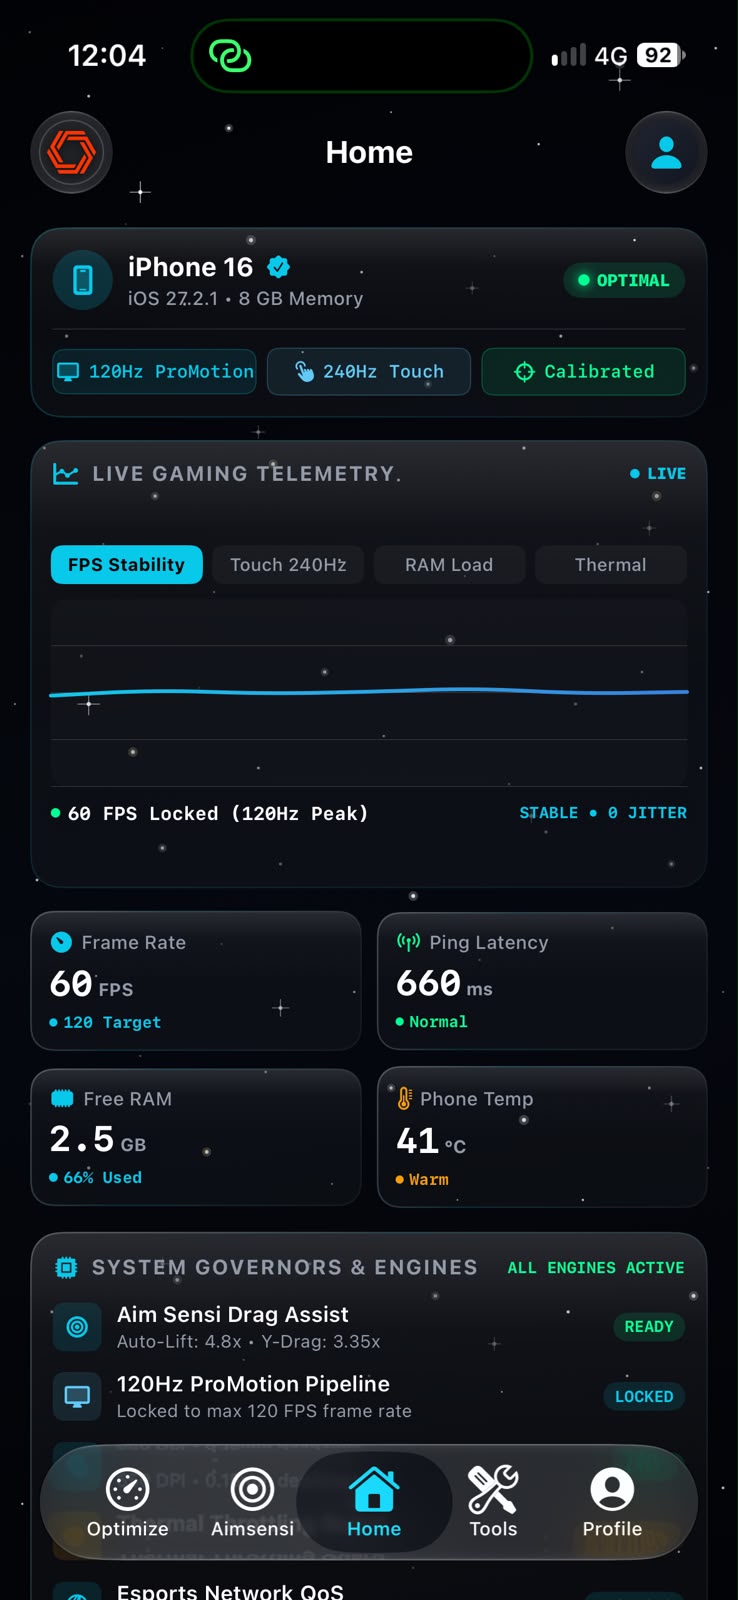 12:04
4G 92
Home
iPhone 16
iOS 27.2.1 • 8 GB Memory
OPTIMAL
120Hz ProMotion
240Hz Touch
Calibrated
LIVE GAMING TELEMETRY.
LIVE
FPS Stability
Touch 240Hz
RAM Load
Thermal
60 FPS Locked (120Hz Peak)
STABLE • 0 JITTER
Frame Rate
60 FPS
120 Target
Ping Latency
660 ms
Normal
Free RAM
2.5 GB
66% Used
Phone Temp
41 °C
Warm
SYSTEM GOVERNORS & ENGINES
ALL ENGINES ACTIVE
Aim Sensi Drag Assist
Auto-Lift: 4.8x • Y-Drag: 3.35x
READY
120Hz ProMotion Pipeline
Locked to max 120 FPS frame rate
LOCKED
Optimize
Aimsensi
Home
Tools
Profile
Esports Network QoS